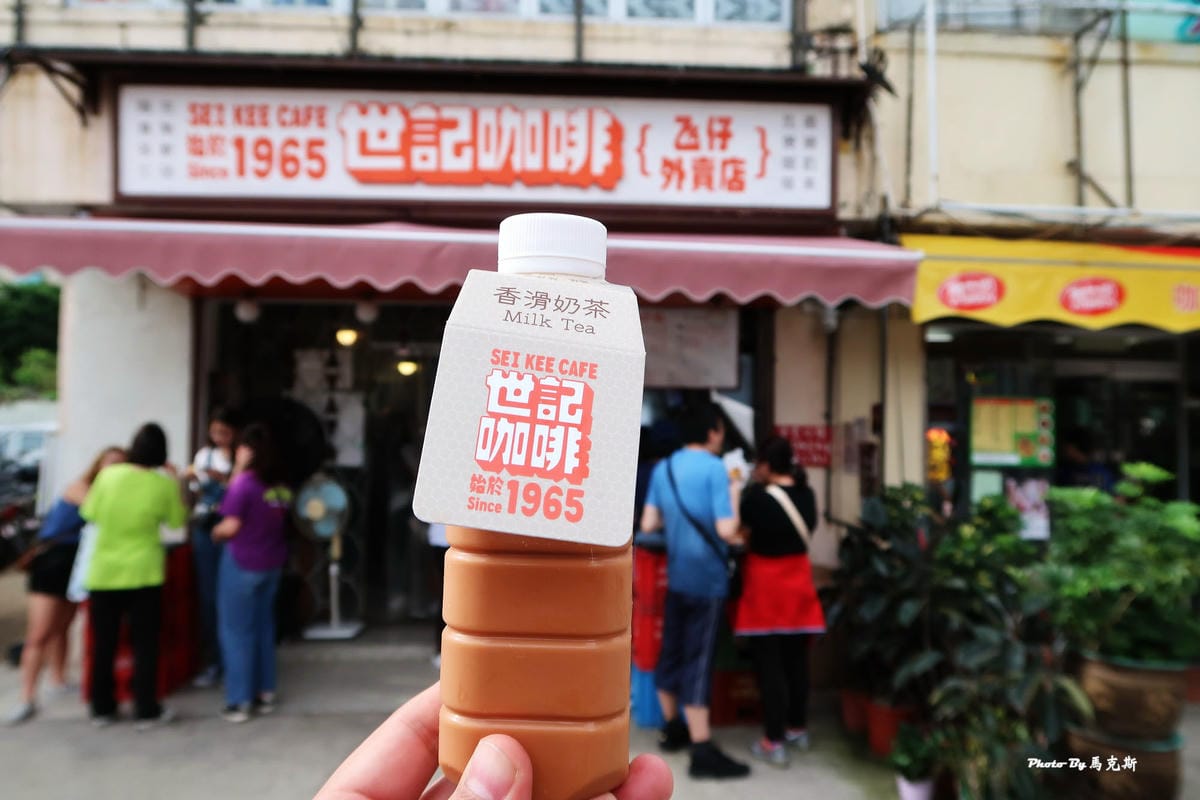 SEI KEE CAFE
始於
Since 1965
世記咖啡
{氹仔
外賣店}
香滑奶茶
Milk Tea
SEI KEE CAFE
世記
咖啡
始於
Since 1965
Photo By 馬克斯